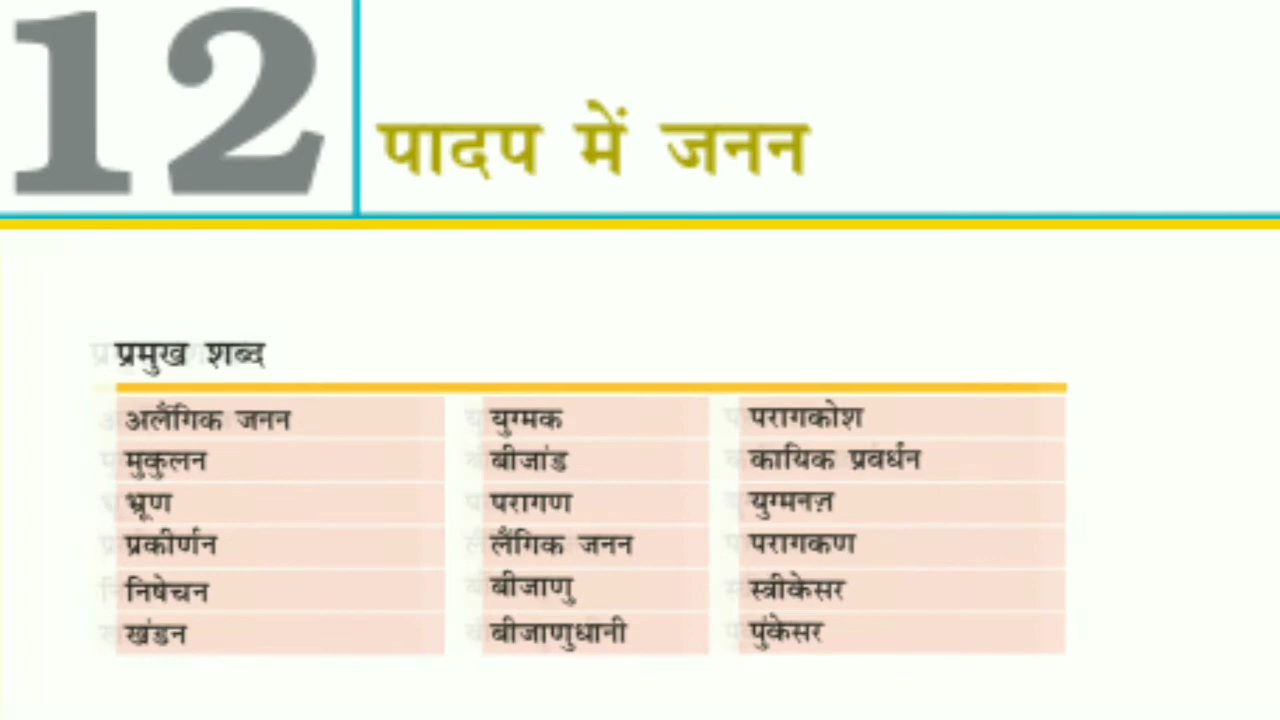 12
पादप में जनन
प्रमुख शब्द
अलैंगिक जनन युग्मक परागकोश
मुकुलन बीजांड कायिक प्रवंर्धन
भ्रूण परागण युग्मनज़
प्रकीर्णन लैंगिक जनन परागकण
निषेचन बीजाणु स्त्रीकेसर
खंडन बीजाणुधानी पुंकेसर